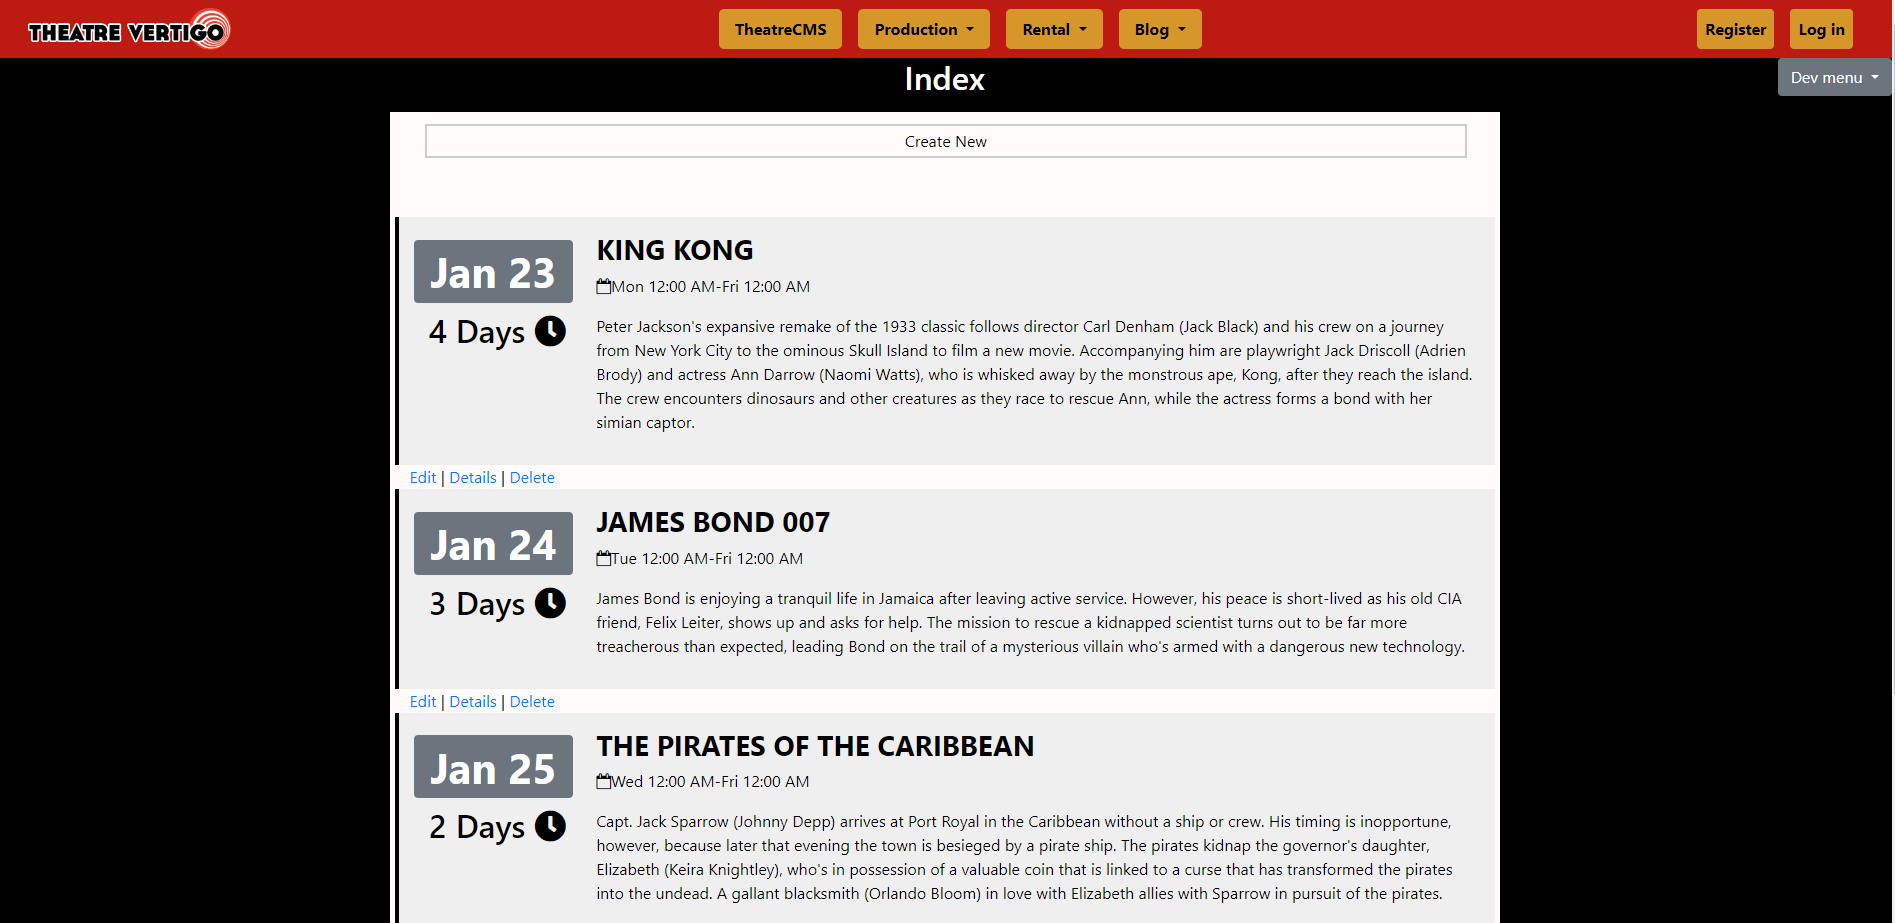 THEATRE VERTIGO
TheatreCMS Production Rental Blog
Register Log in
Index
Dev menu
Create New
Jan 23
4 Days
KING KONG
Mon 12:00 AM-Fri 12:00 AM
Peter Jackson's expansive remake of the 1933 classic follows director Carl Denham (Jack Black) and his crew on a journey
from New York City to the ominous Skull Island to film a new movie. Accompanying him are playwright Jack Driscoll (Adrien
Brody) and actress Ann Darrow (Naomi Watts), who is whisked away by the monstrous ape, Kong, after they reach the island.
The crew encounters dinosaurs and other creatures as they race to rescue Ann, while the actress forms a bond with her
simian captor.
Edit | Details | Delete
Jan 24
3 Days
JAMES BOND 007
Tue 12:00 AM-Fri 12:00 AM
James Bond is enjoying a tranquil life in Jamaica after leaving active service. However, his peace is short-lived as his old CIA
friend, Felix Leiter, shows up and asks for help. The mission to rescue a kidnapped scientist turns out to be far more
treacherous than expected, leading Bond on the trail of a mysterious villain who's armed with a dangerous new technology.
Edit | Details | Delete
Jan 25
2 Days
THE PIRATES OF THE CARIBBEAN
Wed 12:00 AM-Fri 12:00 AM
Capt. Jack Sparrow (Johnny Depp) arrives at Port Royal in the Caribbean without a ship or crew. His timing is inopportune,
however, because later that evening the town is besieged by a pirate ship. The pirates kidnap the governor's daughter,
Elizabeth (Keira Knightley), who's in possession of a valuable coin that is linked to a curse that has transformed the pirates
into the undead. A gallant blacksmith (Orlando Bloom) in love with Elizabeth allies with Sparrow in pursuit of the pirates.